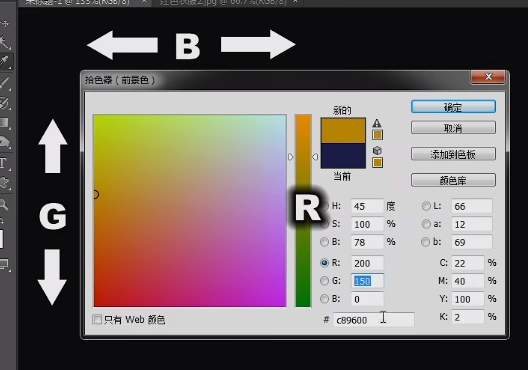 未标题-1 @ 133%(RGB/8)
红色衣服2.jpg @ 66.7%(RGB/8)
B
G
R
拾色器（前景色）
新的
当前
确定
取消
添加到色板
颜色库
H: 45 度
S: 100 %
B: 78 %
R: 200
G: 150
B: 0
# c89600
L: 66
a: 12
b: 69
C: 22 %
M: 40 %
Y: 100 %
K: 2 %
只有 Web 颜色